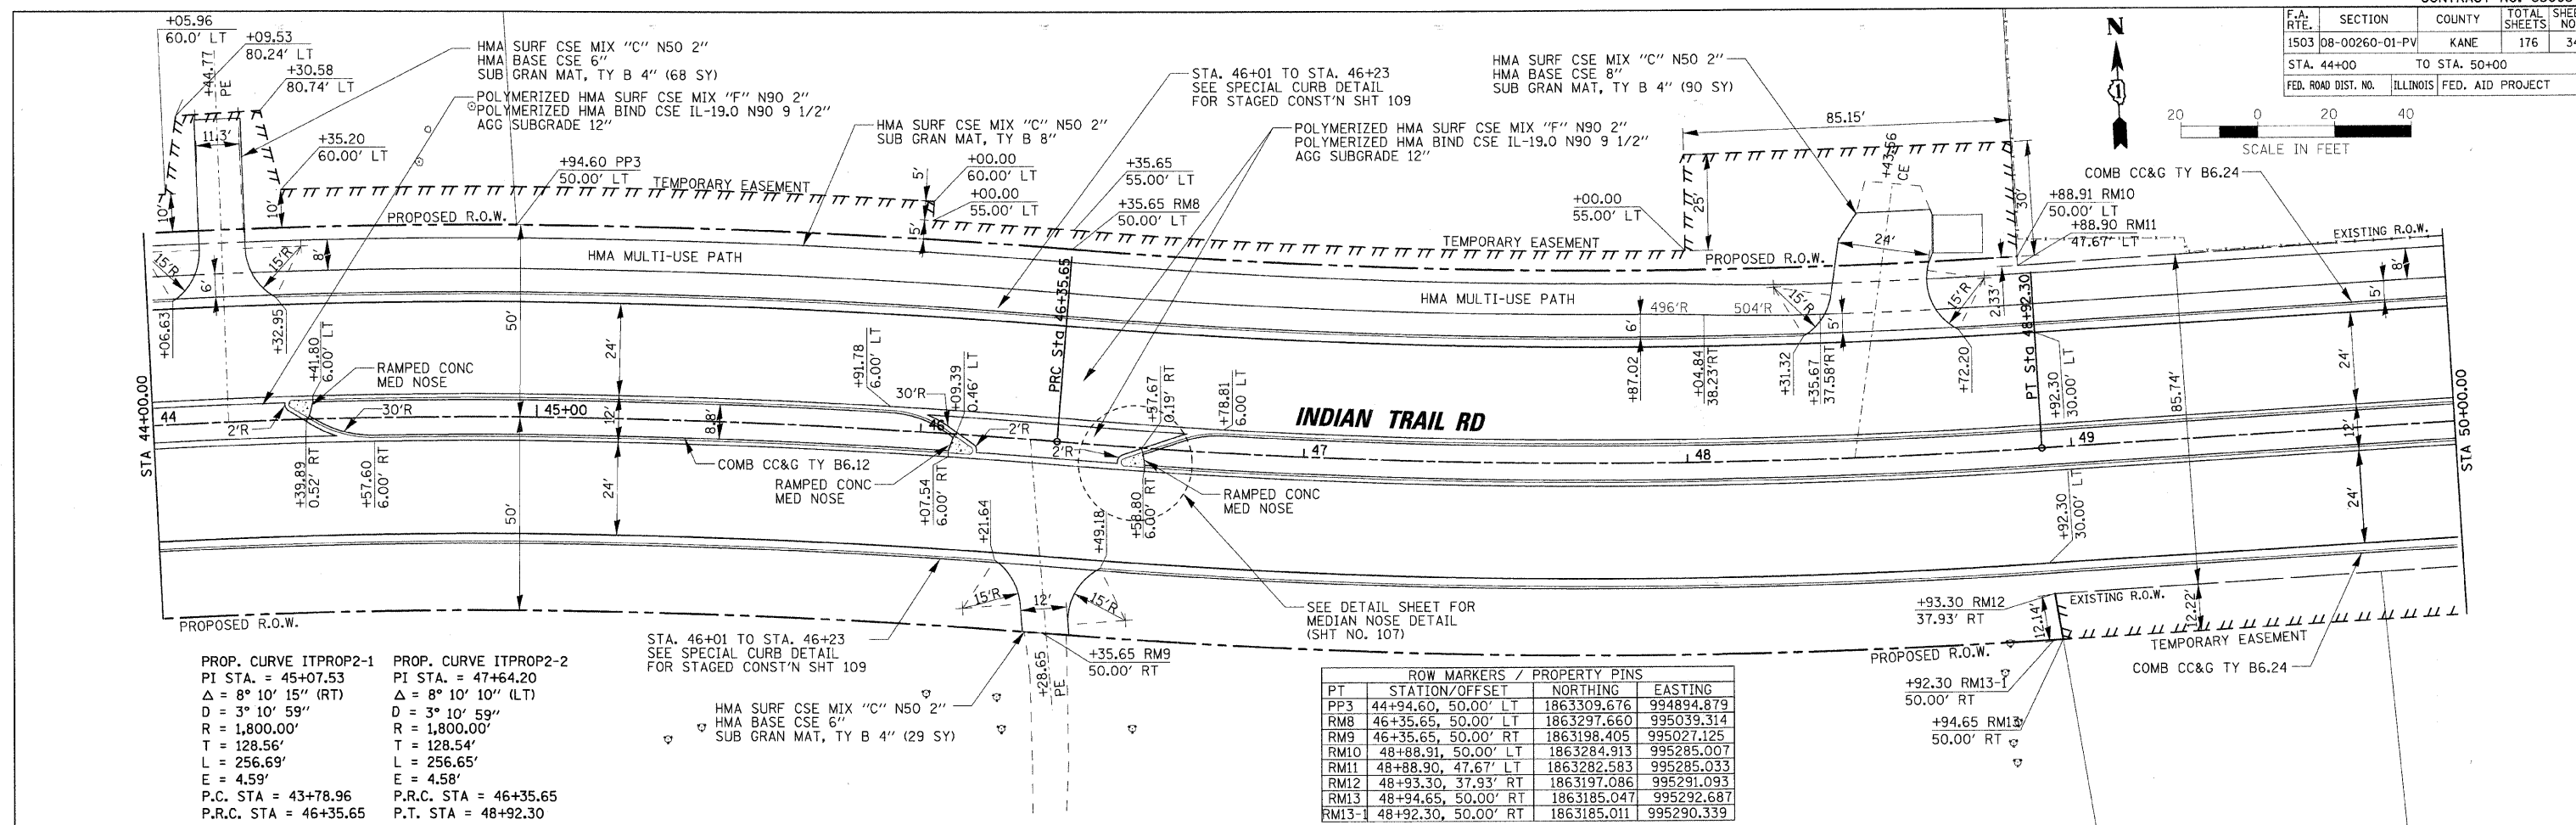 F.A. RTE. SECTION COUNTY TOTAL SHEETS
1503 08-00260-01-PV KANE 176
STA. 44+00 TO STA. 50+00
FED. ROAD DIST. NO. ILLINOIS FED. AID PROJECT
N
20 0 20 40
SCALE IN FEET
+05.96
60.0' LT
+09.53
80.24' LT
+44.77
PE
+30.58
80.74' LT
11.3'
+35.20
60.00' LT
10'
10'
HMA SURF CSE MIX "C" N50 2"
HMA BASE CSE 6"
SUB GRAN MAT, TY B 4" (68 SY)
POLYMERIZED HMA SURF CSE MIX "F" N90 2"
POLYMERIZED HMA BIND CSE IL-19.0 N90 9 1/2"
AGG SUBGRADE 12"
+94.60 PP3
50.00' LT
TEMPORARY EASEMENT
PROPOSED R.O.W.
HMA SURF CSE MIX "C" N50 2"
SUB GRAN MAT, TY B 8"
5'
+00.00
60.00' LT
+00.00
55.00' LT
5'
STA. 46+01 TO STA. 46+23
SEE SPECIAL CURB DETAIL
FOR STAGED CONST'N SHT 109
+35.65
55.00' LT
+35.65 RM8
50.00' LT
POLYMERIZED HMA SURF CSE MIX "F" N90 2"
POLYMERIZED HMA BIND CSE IL-19.0 N90 9 1/2"
AGG SUBGRADE 12"
HMA SURF CSE MIX "C" N50 2"
HMA BASE CSE 8"
SUB GRAN MAT, TY B 4" (90 SY)
85.15'
+43.66
CE
+00.00
55.00' LT
25'
30'
TEMPORARY EASEMENT
PROPOSED R.O.W.
24'
COMB CC&G TY B6.24
+88.91 RM10
50.00' LT
+88.90 RM11
47.67' LT
EXISTING R.O.W.
15'R
15'R
8'
6'
HMA MULTI-USE PATH
HMA MULTI-USE PATH
496'R
504'R
15'R
15'R
6'
5'
2.33'
8'
5'
+06.63
+32.95
+41.80
6.00' LT
50'
24'
+91.78
6.00' LT
+09.39
0.46' LT
PRC Sta 46+35.65
+57.67
0.19' RT
+78.81
6.00 LT
+87.02
+04.84
38.23'RT
+31.32
+35.67
37.58'RT
+72.20
PT Sta 48+92.30
+92.30
30.00' LT
85.74'
24'
STA 44+00.00
44
RAMPED CONC
MED NOSE
30'R
2'R
45+00
12'
8.8'
30'R
46
2'R
2'R
INDIAN TRAIL RD
47
48
49
12'
STA 50+00.00
+39.89
0.52' RT
+57.60
6.00' RT
24'
50'
COMB CC&G TY B6.12
RAMPED CONC
MED NOSE
+07.54
6.00' RT
+21.64
+49.18
+58.80
6.00' RT
RAMPED CONC
MED NOSE
+92.30
30.00' LT
24'
15'R
12'
15'R
SEE DETAIL SHEET FOR
MEDIAN NOSE DETAIL
(SHT NO. 107)
+93.30 RM12
37.93' RT
12.14'
EXISTING R.O.W.
12.22'
TEMPORARY EASEMENT
PROPOSED R.O.W.
COMB CC&G TY B6.24
+92.30 RM13-1
50.00' RT
+94.65 RM13
50.00' RT
PROPOSED R.O.W.
STA. 46+01 TO STA. 46+23
SEE SPECIAL CURB DETAIL
FOR STAGED CONST'N SHT 109
HMA SURF CSE MIX "C" N50 2"
HMA BASE CSE 6"
SUB GRAN MAT, TY B 4" (29 SY)
+28.65
PE
+35.65 RM9
50.00' RT
PROP. CURVE ITPROP2-1
PI STA. = 45+07.53
Δ = 8° 10' 15" (RT)
D = 3° 10' 59"
R = 1,800.00'
T = 128.56'
L = 256.69'
E = 4.59'
P.C. STA = 43+78.96
P.R.C. STA = 46+35.65
PROP. CURVE ITPROP2-2
PI STA. = 47+64.20
Δ = 8° 10' 10" (LT)
D = 3° 10' 59"
R = 1,800.00'
T = 128.54'
L = 256.65'
E = 4.58'
P.R.C. STA = 46+35.65
P.T. STA = 48+92.30
ROW MARKERS / PROPERTY PINS
PT STATION/OFFSET NORTHING EASTING
PP3 44+94.60, 50.00' LT 1863309.676 994894.879
RM8 46+35.65, 50.00' LT 1863297.660 995039.314
RM9 46+35.65, 50.00' RT 1863198.405 995027.125
RM10 48+88.91, 50.00' LT 1863284.913 995285.007
RM11 48+88.90, 47.67' LT 1863282.583 995285.033
RM12 48+93.30, 37.93' RT 1863197.086 995291.093
RM13 48+94.65, 50.00' RT 1863185.047 995292.687
RM13-1 48+92.30, 50.00' RT 1863185.011 995290.339